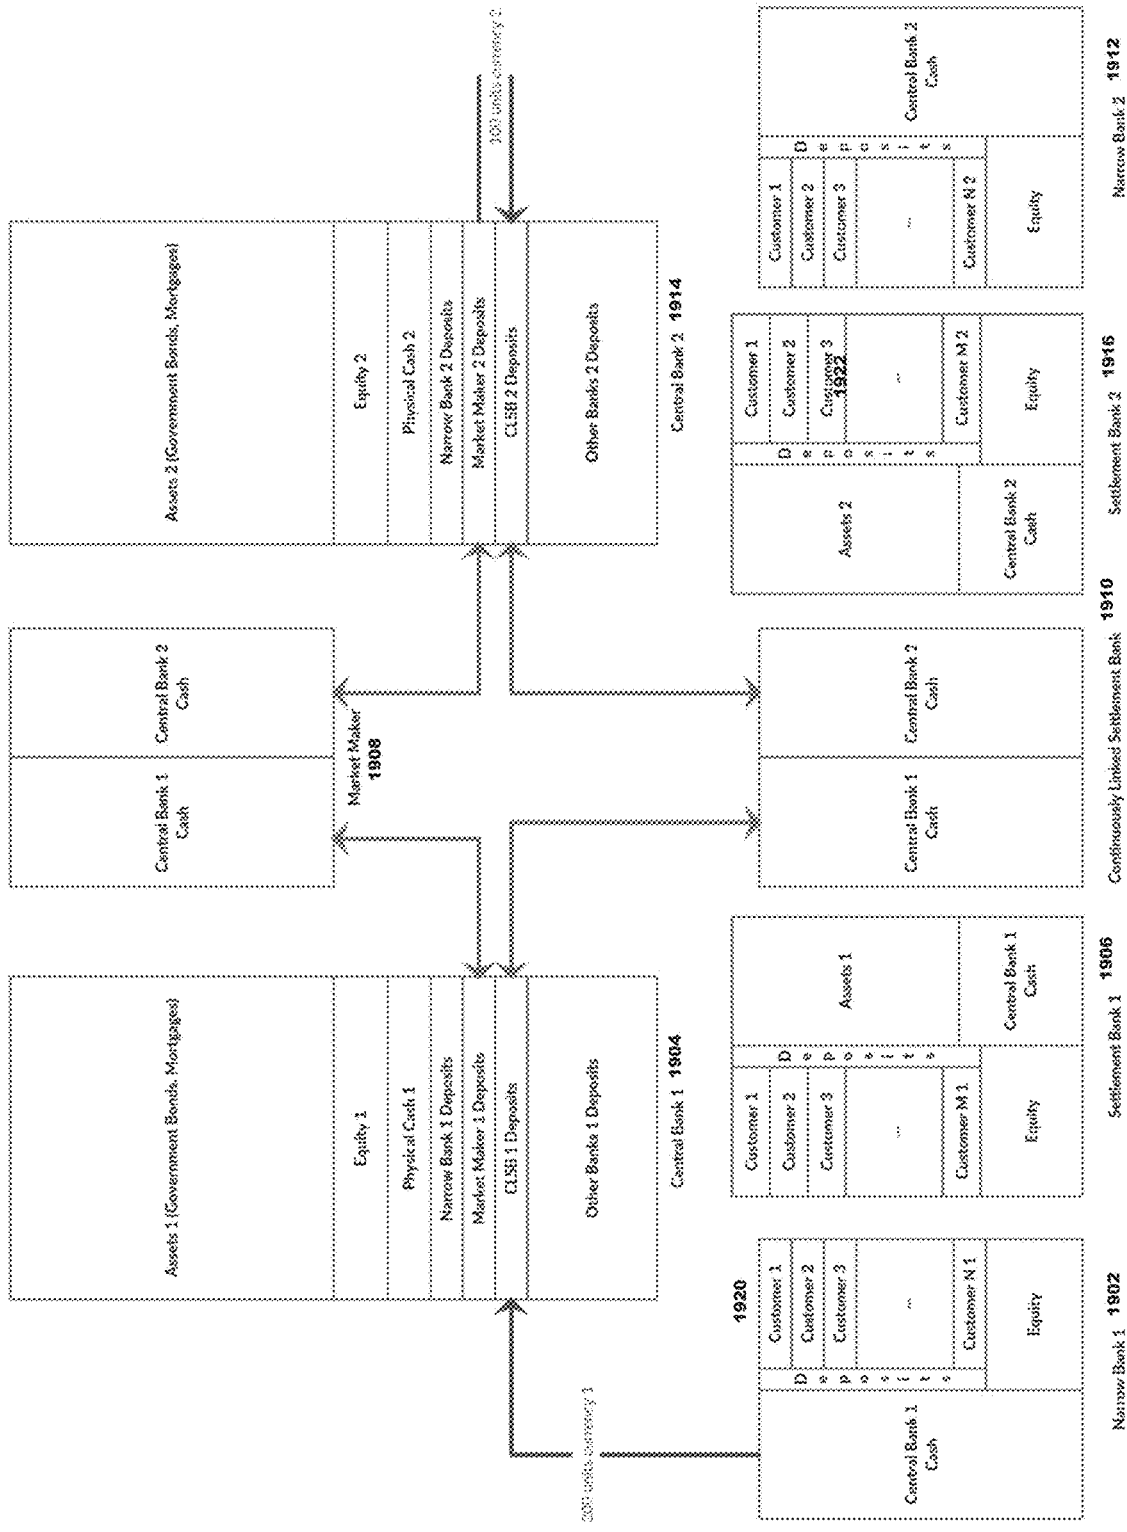 Assets 1 (Government Bonds, Mortgages)
Equity 1
Physical Cash 1
Narrow Bank 1 Deposits
Market Maker 1 Deposits
CLSB 1 Deposits
Other Banks 1 Deposits
Central Bank 1 1904
Central Bank 1
Cash
Central Bank 2
Cash
Market Maker
1908
Assets 2 (Government Bonds, Mortgages)
Equity 2
Physical Cash 2
Narrow Bank 2 Deposits
Market Maker 2 Deposits
CLSB 2 Deposits
Other Banks 2 Deposits
Central Bank 2 1914
units currency 1
100 units currency 2
Central Bank 1
Cash
Deposits
1920
Customer 1
Customer 2
Customer 3
...
Customer N 1
Equity
Narrow Bank 1 1902
Customer 1
Customer 2
Customer 3
...
Customer M 1
Equity
Deposits
Assets 1
Central Bank 1
Cash
Settlement Bank 1 1906
Central Bank 1
Cash
Central Bank 2
Cash
Continuously Linked Settlement Bank 1910
Assets 2
Central Bank 2
Cash
Deposits
Customer 1
Customer 2
Customer 3
1922
...
Customer M 2
Equity
Settlement Bank 2 1916
Customer 1
Customer 2
Customer 3
...
Customer N 2
Equity
Deposits
Central Bank 2
Cash
Narrow Bank 2 1912